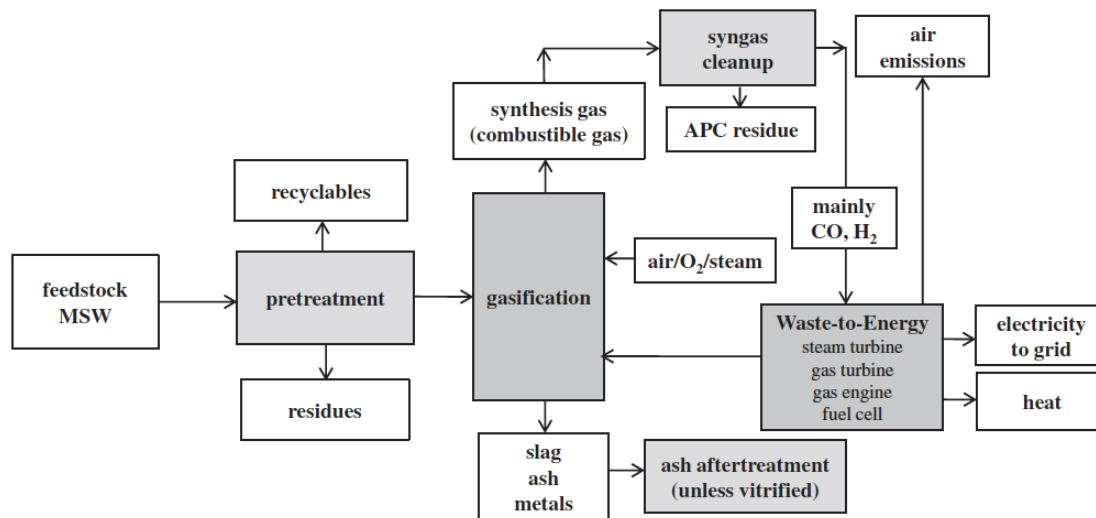 feedstock
MSW
recyclables
pretreatment
residues
synthesis gas
(combustible gas)
gasification
slag
ash
metals
syngas
cleanup
APC residue
air/O₂/steam
ash aftertreatment
(unless vitrified)
mainly
CO, H₂
air
emissions
Waste-to-Energy
steam turbine
gas turbine
gas engine
fuel cell
electricity
to grid
heat